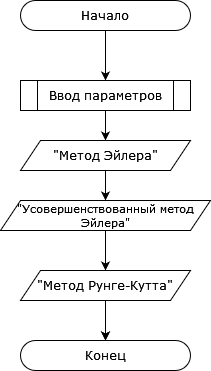 Начало
Ввод параметров
"Метод Эйлера"
"Усовершенствованный метод
Эйлера"
"Метод Рунге-Кутта"
Конец